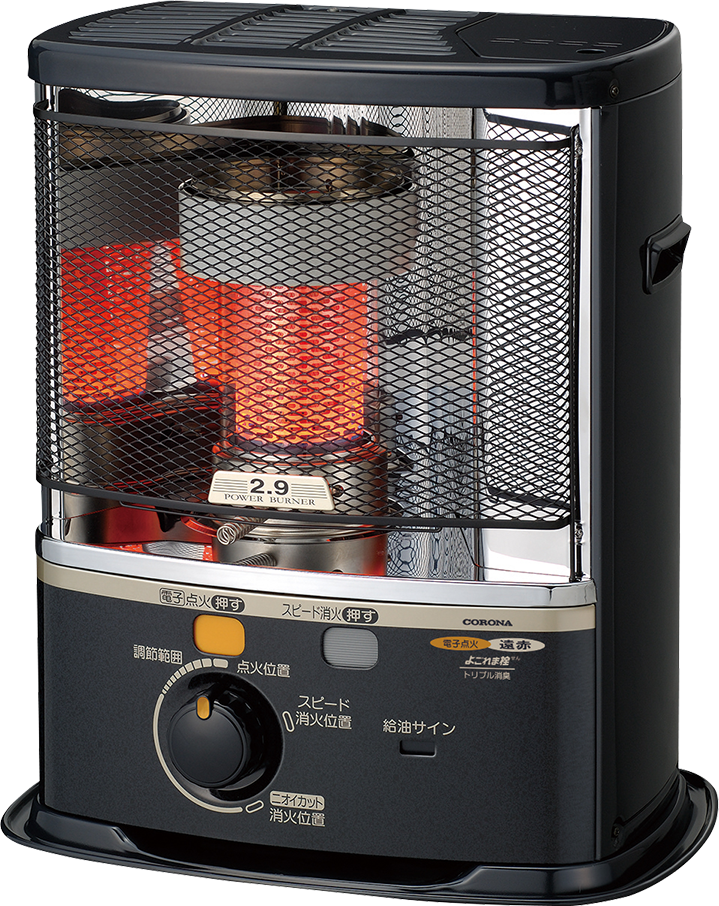 2.9
POWER BURNER
電子点火押す
スピード消火押す
CORONA
電子点火 遠赤
よごれま栓
せん
トリプル消臭
調節範囲
点火位置
スピード
消火位置
給油サイン
ニオイカット
消火位置